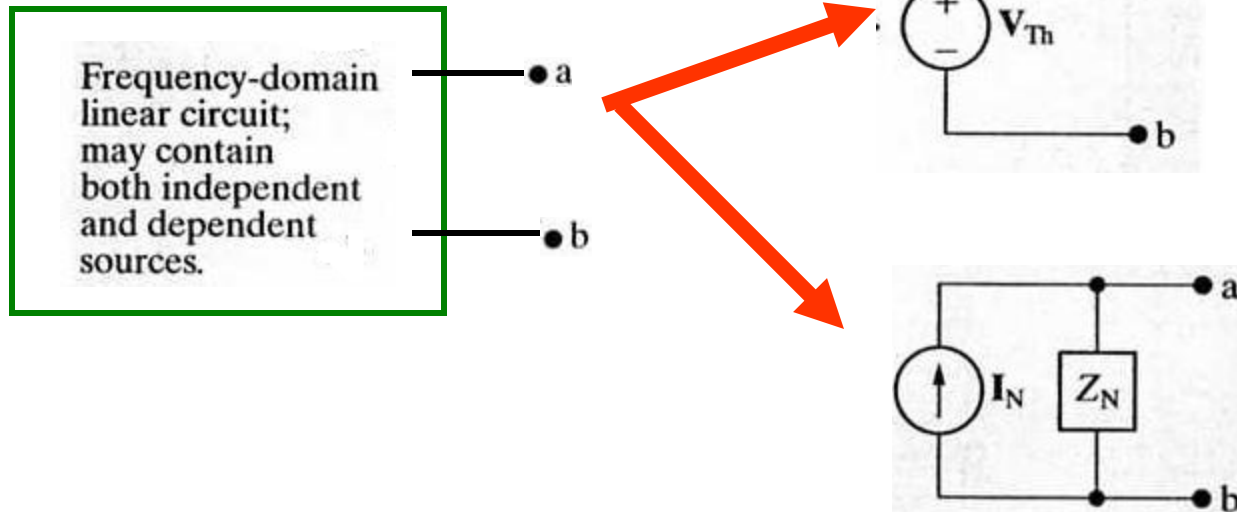 Frequency-domain
linear circuit;
may contain
both independent
and dependent
sources.
a
b
+
−
V_Th
b
a
I_N
Z_N
b